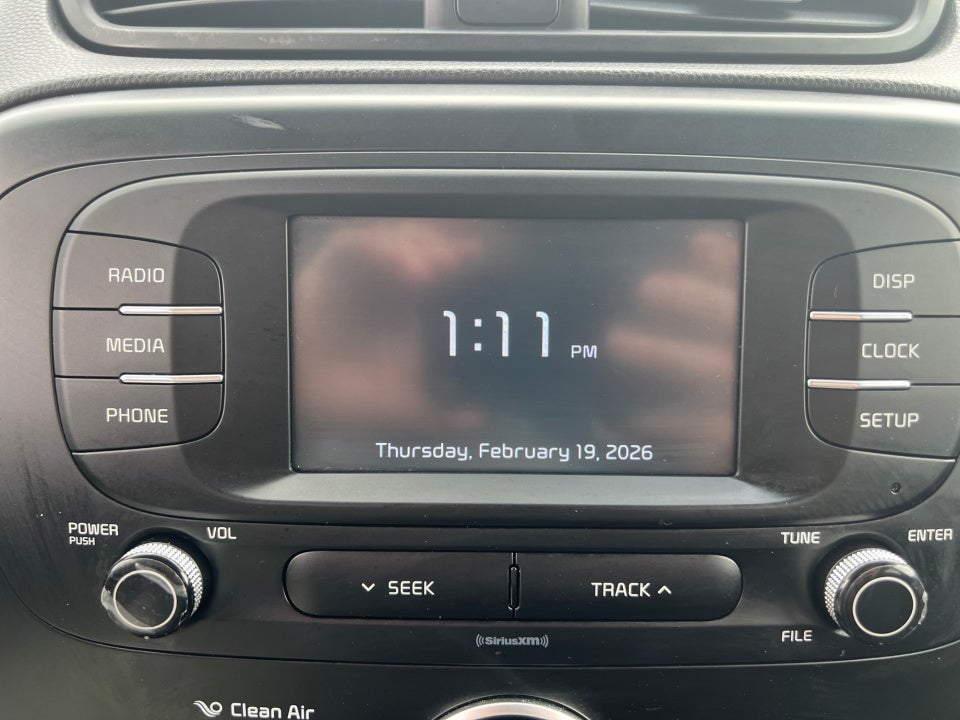 RADIO
MEDIA
PHONE
1:11 PM
Thursday, February 19, 2026
DISP
CLOCK
SETUP
POWER
PUSH
VOL
SEEK
TRACK
TUNE
ENTER
FILE
SiriusXM
Clean Air